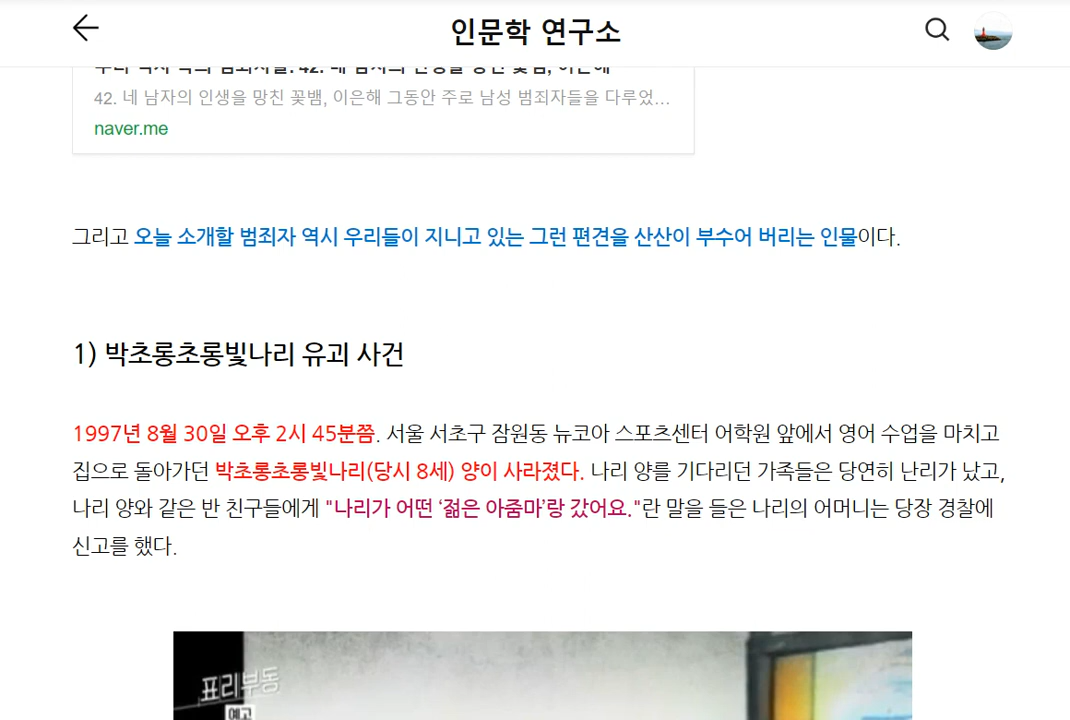 인문학 연구소
42. 네 남자의 인생을 망친 꽃뱀, 이은해 그동안 주로 남성 범죄자들을 다루었...
naver.me
그리고 오늘 소개할 범죄자 역시 우리들이 지니고 있는 그런 편견을 산산이 부수어 버리는 인물이다.
1) 박초롱초롱빛나리 유괴 사건
1997년 8월 30일 오후 2시 45분쯤. 서울 서초구 잠원동 뉴코아 스포츠센터 어학원 앞에서 영어 수업을 마치고
집으로 돌아가던 박초롱초롱빛나리(당시 8세) 양이 사라졌다. 나리 양를 기다리던 가족들은 당연히 난리가 났고,
나리 양와 같은 반 친구들에게 "나리가 어떤 ‘젊은 아줌마’랑 갔어요."란 말을 들은 나리의 어머니는 당장 경찰에
신고를 했다.
표리부동
예고